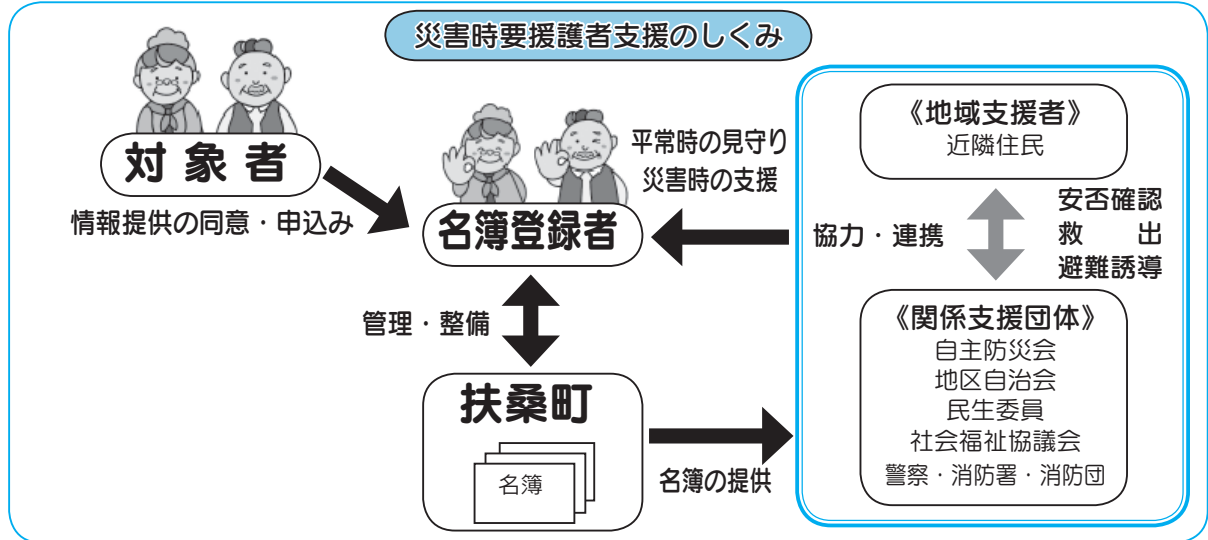 災害時要援護者支援のしくみ
対象者
情報提供の同意・申込み
名簿登録者
平常時の見守り
災害時の支援
管理・整備
扶桑町
名簿
名簿の提供
《地域支援者》
近隣住民
協力・連携
安否確認
救出
避難誘導
《関係支援団体》
自主防災会
地区自治会
民生委員
社会福祉協議会
警察・消防署・消防団